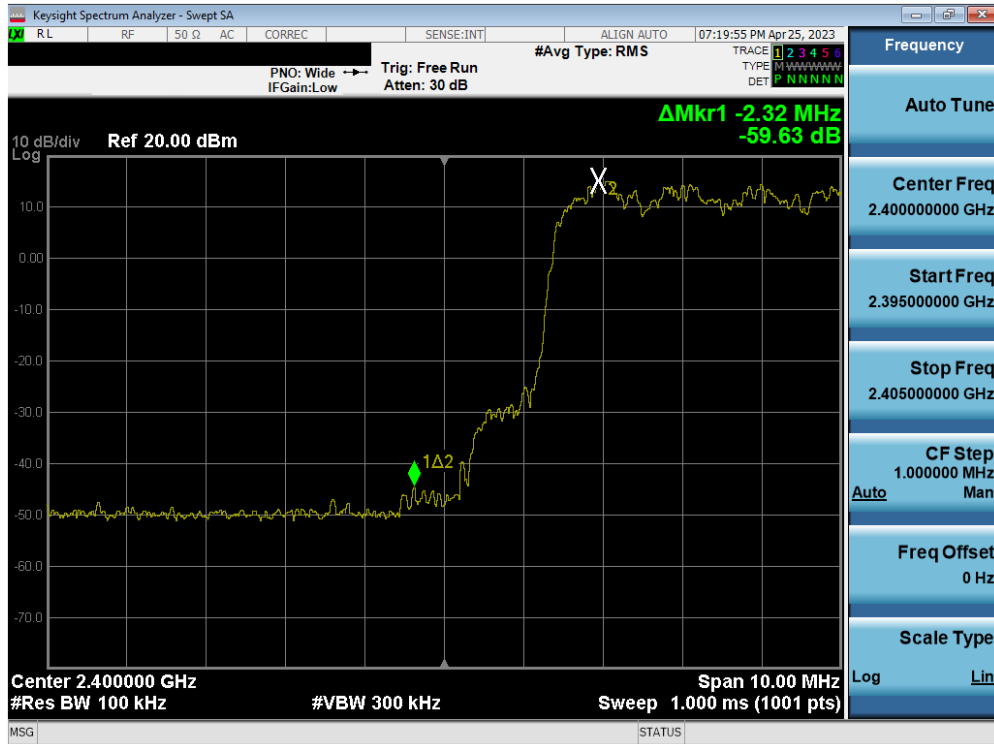 Keysight Spectrum Analyzer - Swept SA
LXI RL RF 50 Ω AC CORREC SENSE:INT ALIGN AUTO 07:19:55 PM Apr 25, 2023
#Avg Type: RMS
TRACE 1 2 3 4 5 6
PNO: Wide Trig: Free Run
TYPE M WWWWW
IFGain:Low Atten: 30 dB
DET P N N N N N
ΔMkr1 -2.32 MHz
-59.63 dB
10 dB/div Ref 20.00 dBm
Log
10.0
0.00
-10.0
-20.0
-30.0
-40.0
-50.0
-60.0
-70.0
X2
1Δ2
Center 2.400000 GHz Span 10.00 MHz
#Res BW 100 kHz #VBW 300 kHz Sweep 1.000 ms (1001 pts)
MSG STATUS
Frequency
Auto Tune
Center Freq
2.400000000 GHz
Start Freq
2.395000000 GHz
Stop Freq
2.405000000 GHz
CF Step
1.000000 MHz
Auto Man
Freq Offset
0 Hz
Scale Type
Log Lin